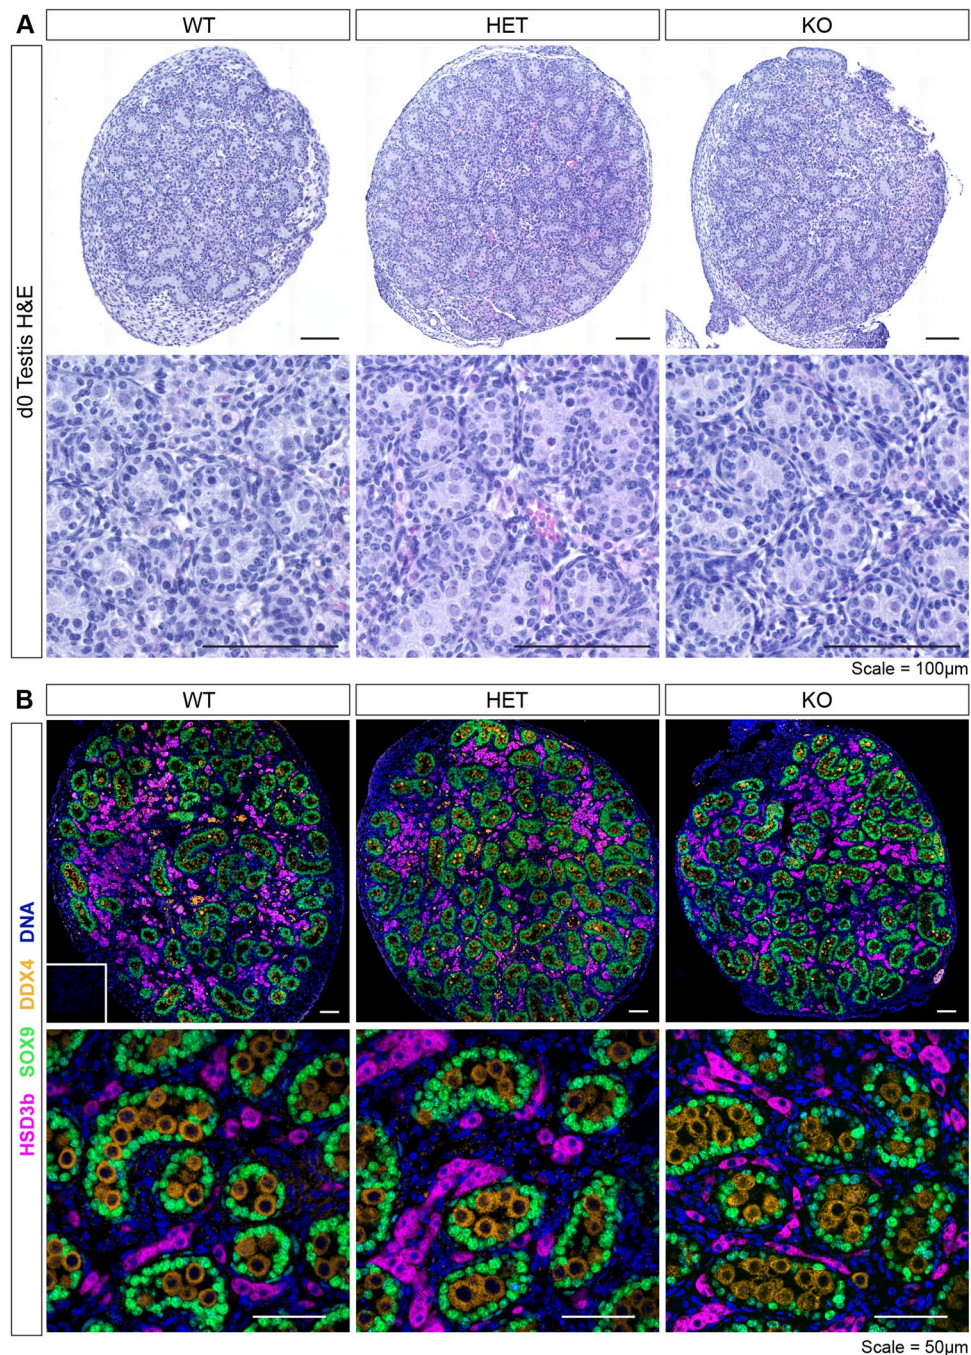 A
WT
HET
KO
d0 Testis H&E
Scale = 100µm
B
WT
HET
KO
HSD3b SOX9 DDX4 DNA
Scale = 50µm